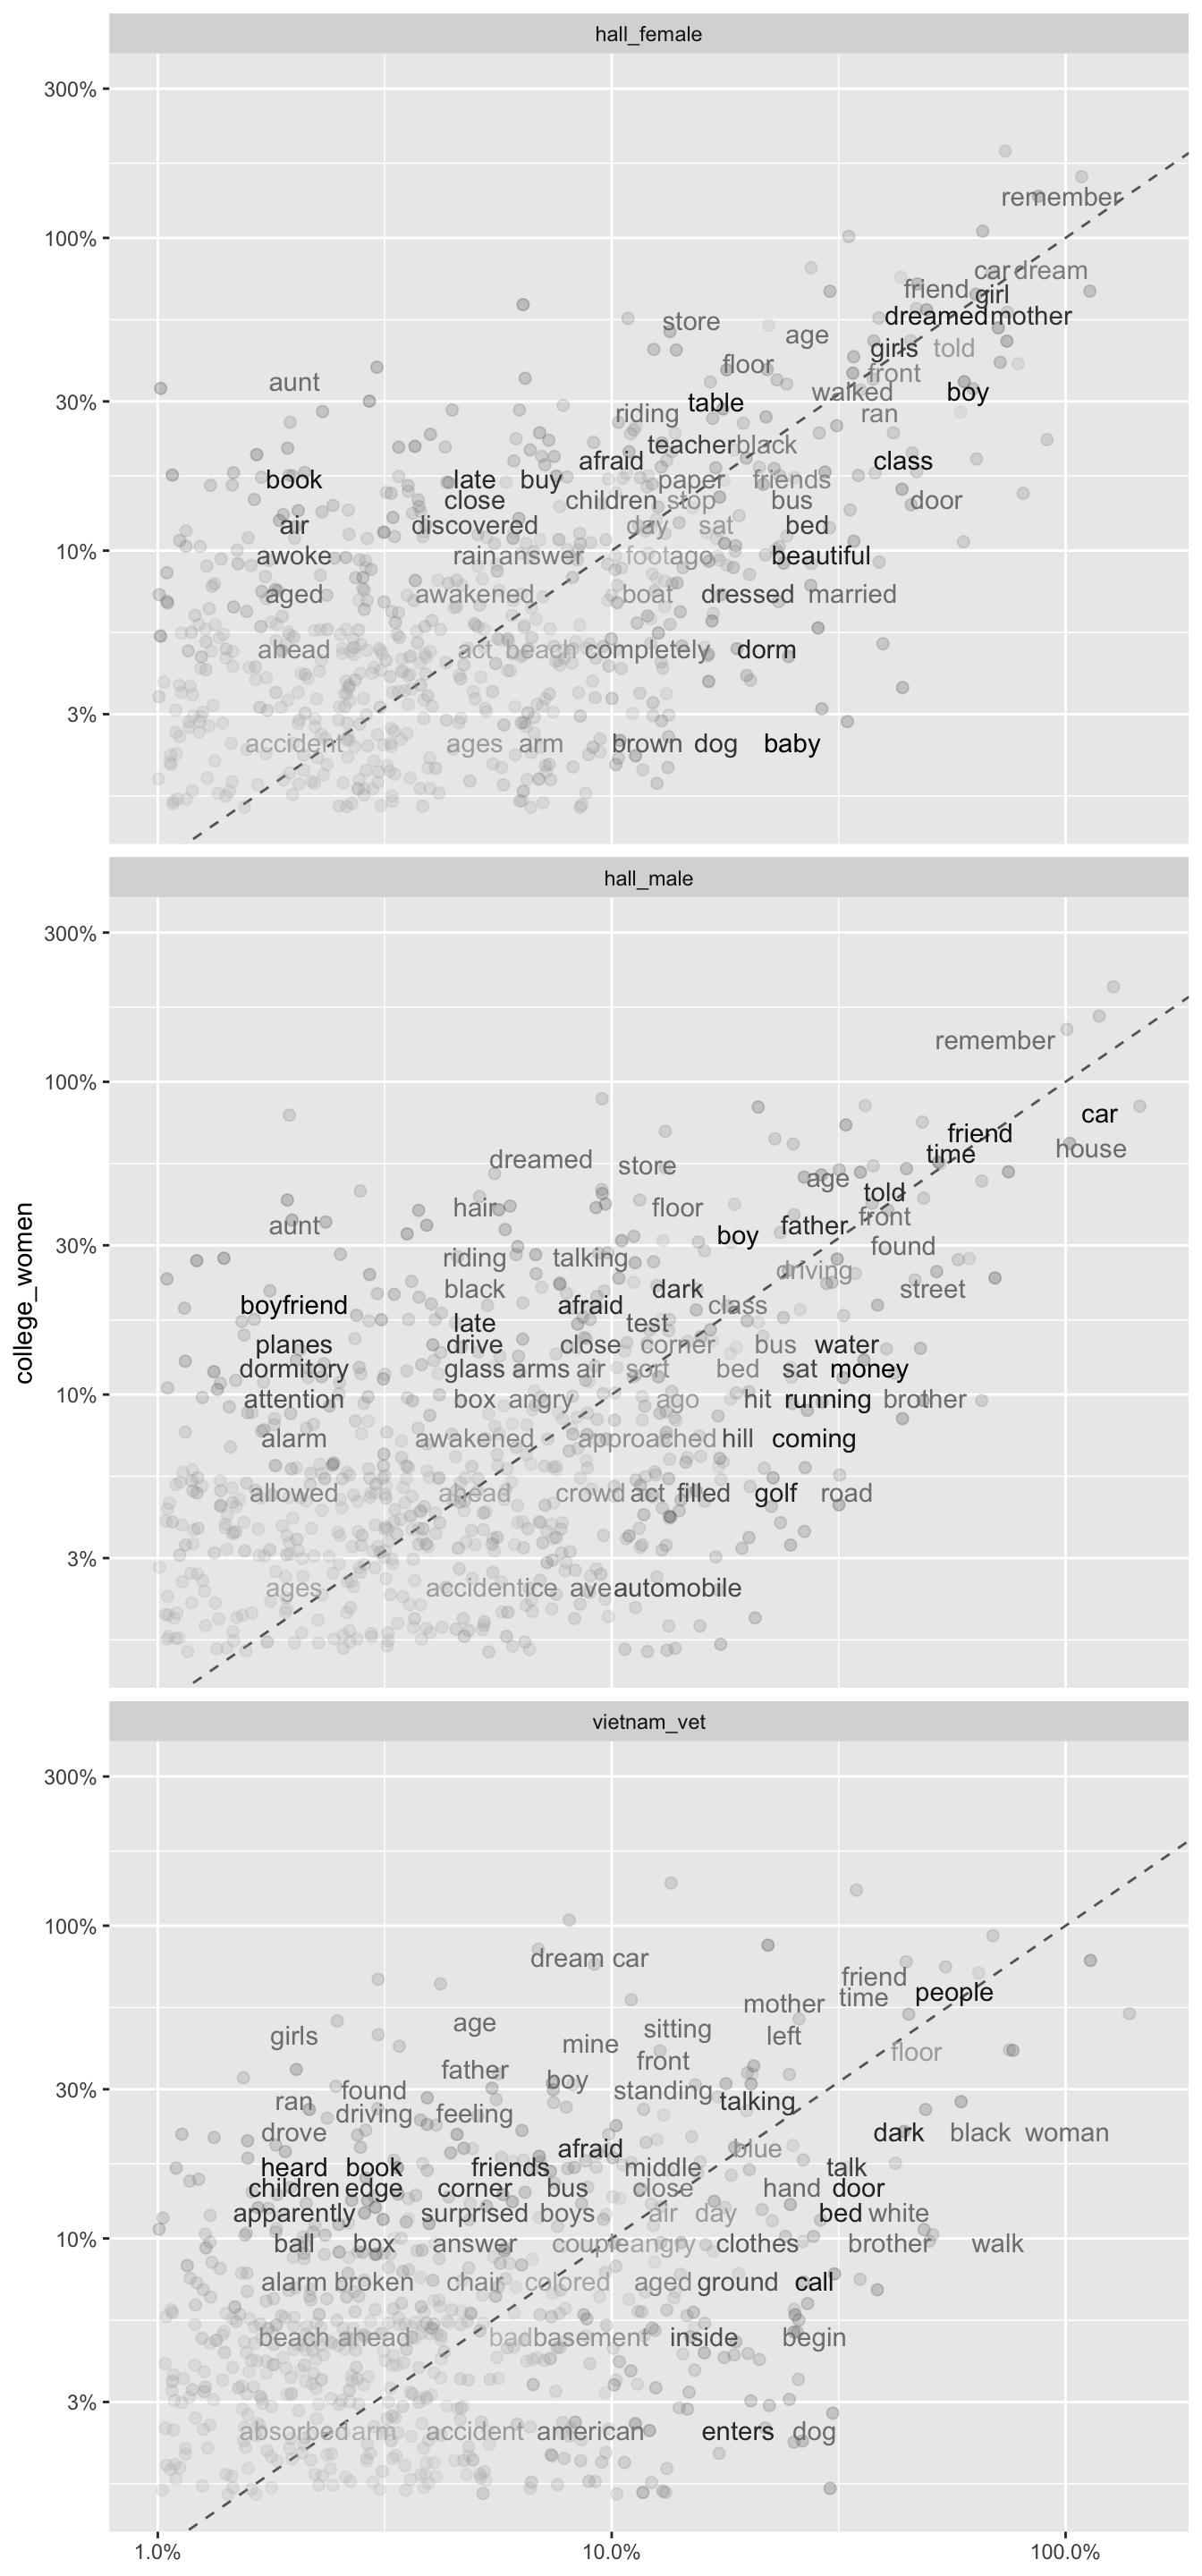 hall_female
300%
remember
100%
car dream
friend girl
dreamed mother
store
age
girls told
floor
front
aunt
walked boy
table
riding ran
teacher black
afraid class
book late buy paper friends
close children stop bus door
air discovered day sat bed
10%
awoke rain answer foot ago beautiful
aged awakened boat dressed married
ahead act beach completely dorm
3%
accident ages arm brown dog baby
hall_male
300%
100%
remember
car
friend
time house
dreamed store
age
told
hair floor front
aunt father
boy
30%
found
riding talking
driving
black dark street
boyfriend afraid class
late test
planes drive close corner bus water
dormitory glass arms air sort bed sat money
10%
attention box angry ago hit running brother
alarm awakened approached hill coming
allowed ahead crowd act filled golf road
3%
ages accident ice ave automobile
college_women
vietnam_vet
300%
100%
dream car
friend
people
mother time
age
girls sitting left
mine floor
father front
boy
30%
found standing
ran talking
driving feeling
drove dark black woman
afraid blue
heard book friends middle talk
children edge corner bus close hand door
apparently surprised boys air day bed white
10%
ball box answer couple angry clothes brother walk
alarm broken chair colored aged ground call
beach ahead bad basement inside begin
3%
absorbed arm accident american enters dog
1.0% 10.0% 100.0%
30%